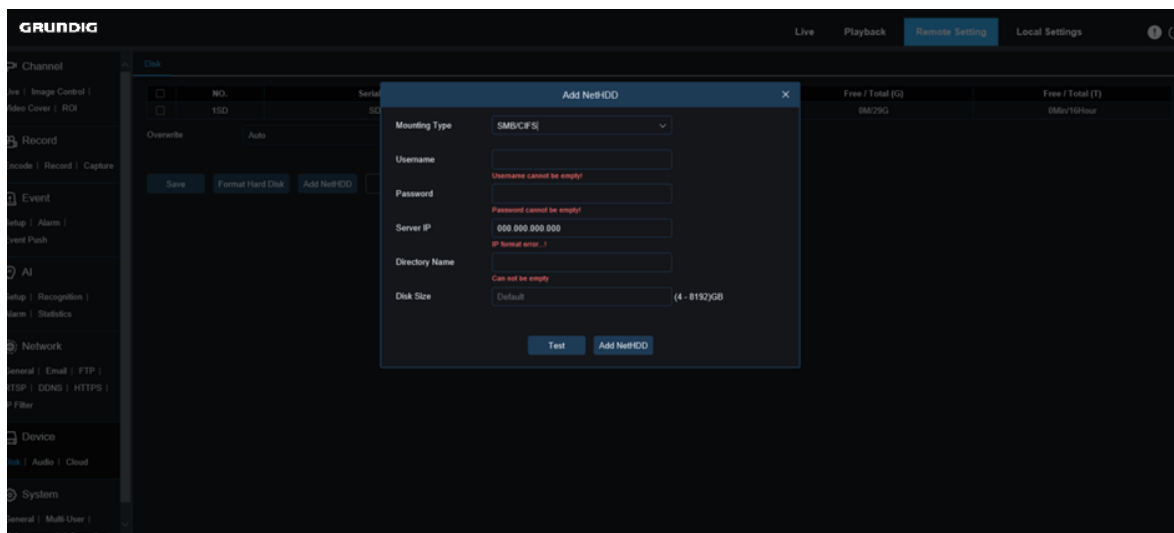 GRUNDIG
Live Playback Remote Setting Local Settings
Channel
Live | Image Control |
Video Cover | ROI
Record
Encode | Record | Capture
Event
Setup | Alarm |
Event Push
AI
Setup | Recognition |
Alarm | Statistics
Network
General | Email | FTP |
RTSP | DDNS | HTTPS |
IP Filter
Device
Disk | Audio | Cloud
System
General | Multi-User |
Disk
NO. Serial Free / Total (G) Free / Total (T)
1SD SD 0M/29G 0Min/16Hour
Overwrite Auto
Save Format Hard Disk Add NetHDD
Add NetHDD
Mounting Type SMB/CIFS
Username
Username cannot be empty!
Password
Password cannot be empty!
Server IP 000.000.000.000
IP format error...!
Directory Name
Can not be empty
Disk Size Default (4 - 8192)GB
Test Add NetHDD